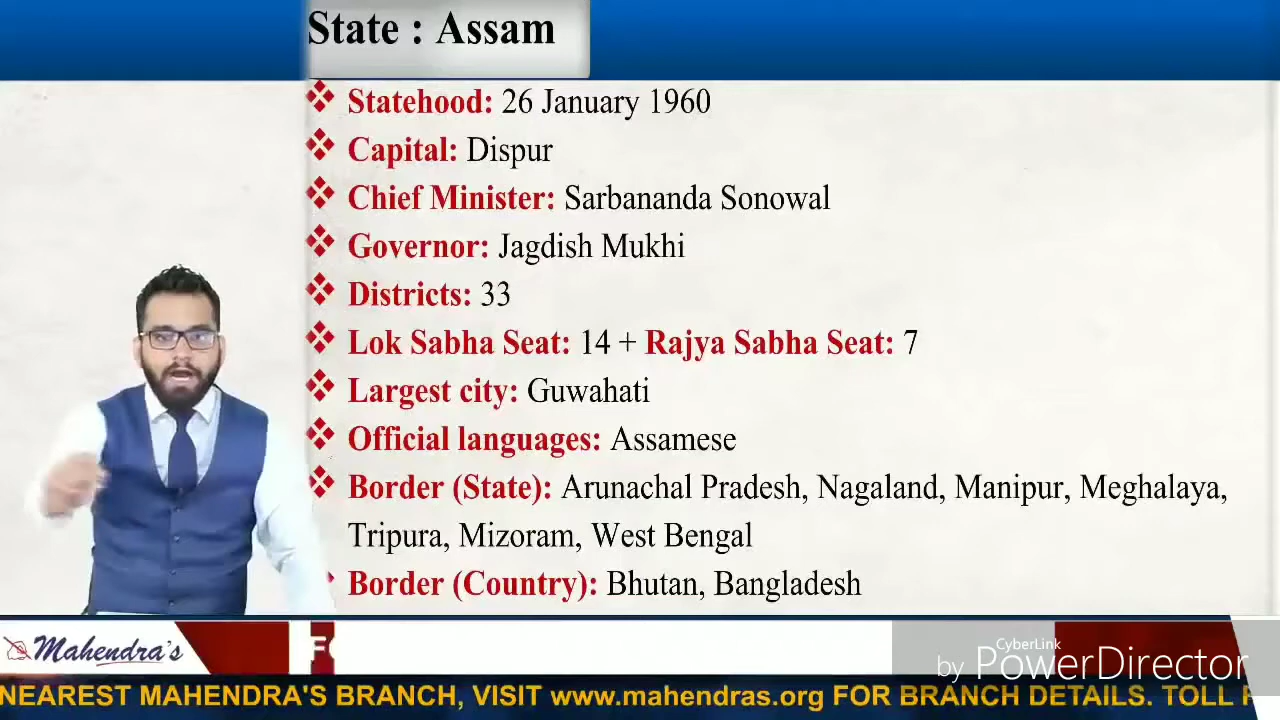 State : Assam
Statehood: 26 January 1960
Capital: Dispur
Chief Minister: Sarbananda Sonowal
Governor: Jagdish Mukhi
Districts: 33
Lok Sabha Seat: 14 + Rajya Sabha Seat: 7
Largest city: Guwahati
Official languages: Assamese
Border (State): Arunachal Pradesh, Nagaland, Manipur, Meghalaya,
Tripura, Mizoram, West Bengal
Border (Country): Bhutan, Bangladesh
Mahendra's
CyberLink
by PowerDirector
NEAREST MAHENDRA'S BRANCH, VISIT www.mahendras.org FOR BRANCH DETAILS. TOLL